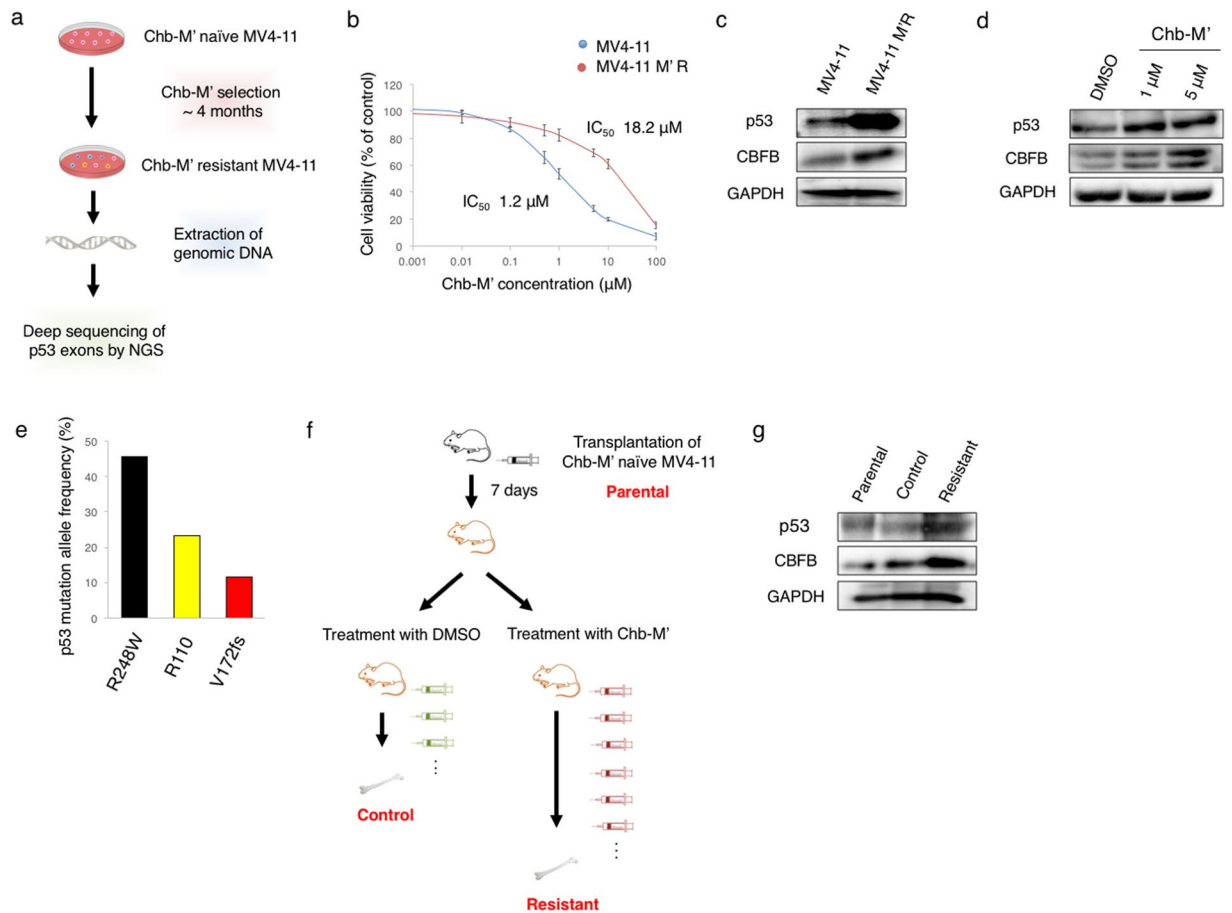 a
Chb-M’ naïve MV4-11
Chb-M’ selection
~ 4 months
Chb-M’ resistant MV4-11
Extraction of
genomic DNA
Deep sequencing of
p53 exons by NGS
b
MV4-11
MV4-11 M’ R
Cell viability (% of control)
120
100
80
60
40
20
0
IC50 18.2 µM
IC50 1.2 µM
0.001
0.01
0.1
1
10
100
Chb-M’ concentration (µM)
c
MV4-11
MV4-11 M’R
p53
CBFB
GAPDH
d
Chb-M’
DMSO
1 µM
5 µM
p53
CBFB
GAPDH
e
p53 mutation allele frequency (%)
50
40
30
20
10
0
R248W
R110
V172fs
f
Transplantation of
Chb-M’ naïve MV4-11
Parental
7 days
Treatment with DMSO
Treatment with Chb-M’
⋮
Control
⋮
Resistant
g
Parental
Control
Resistant
p53
CBFB
GAPDH